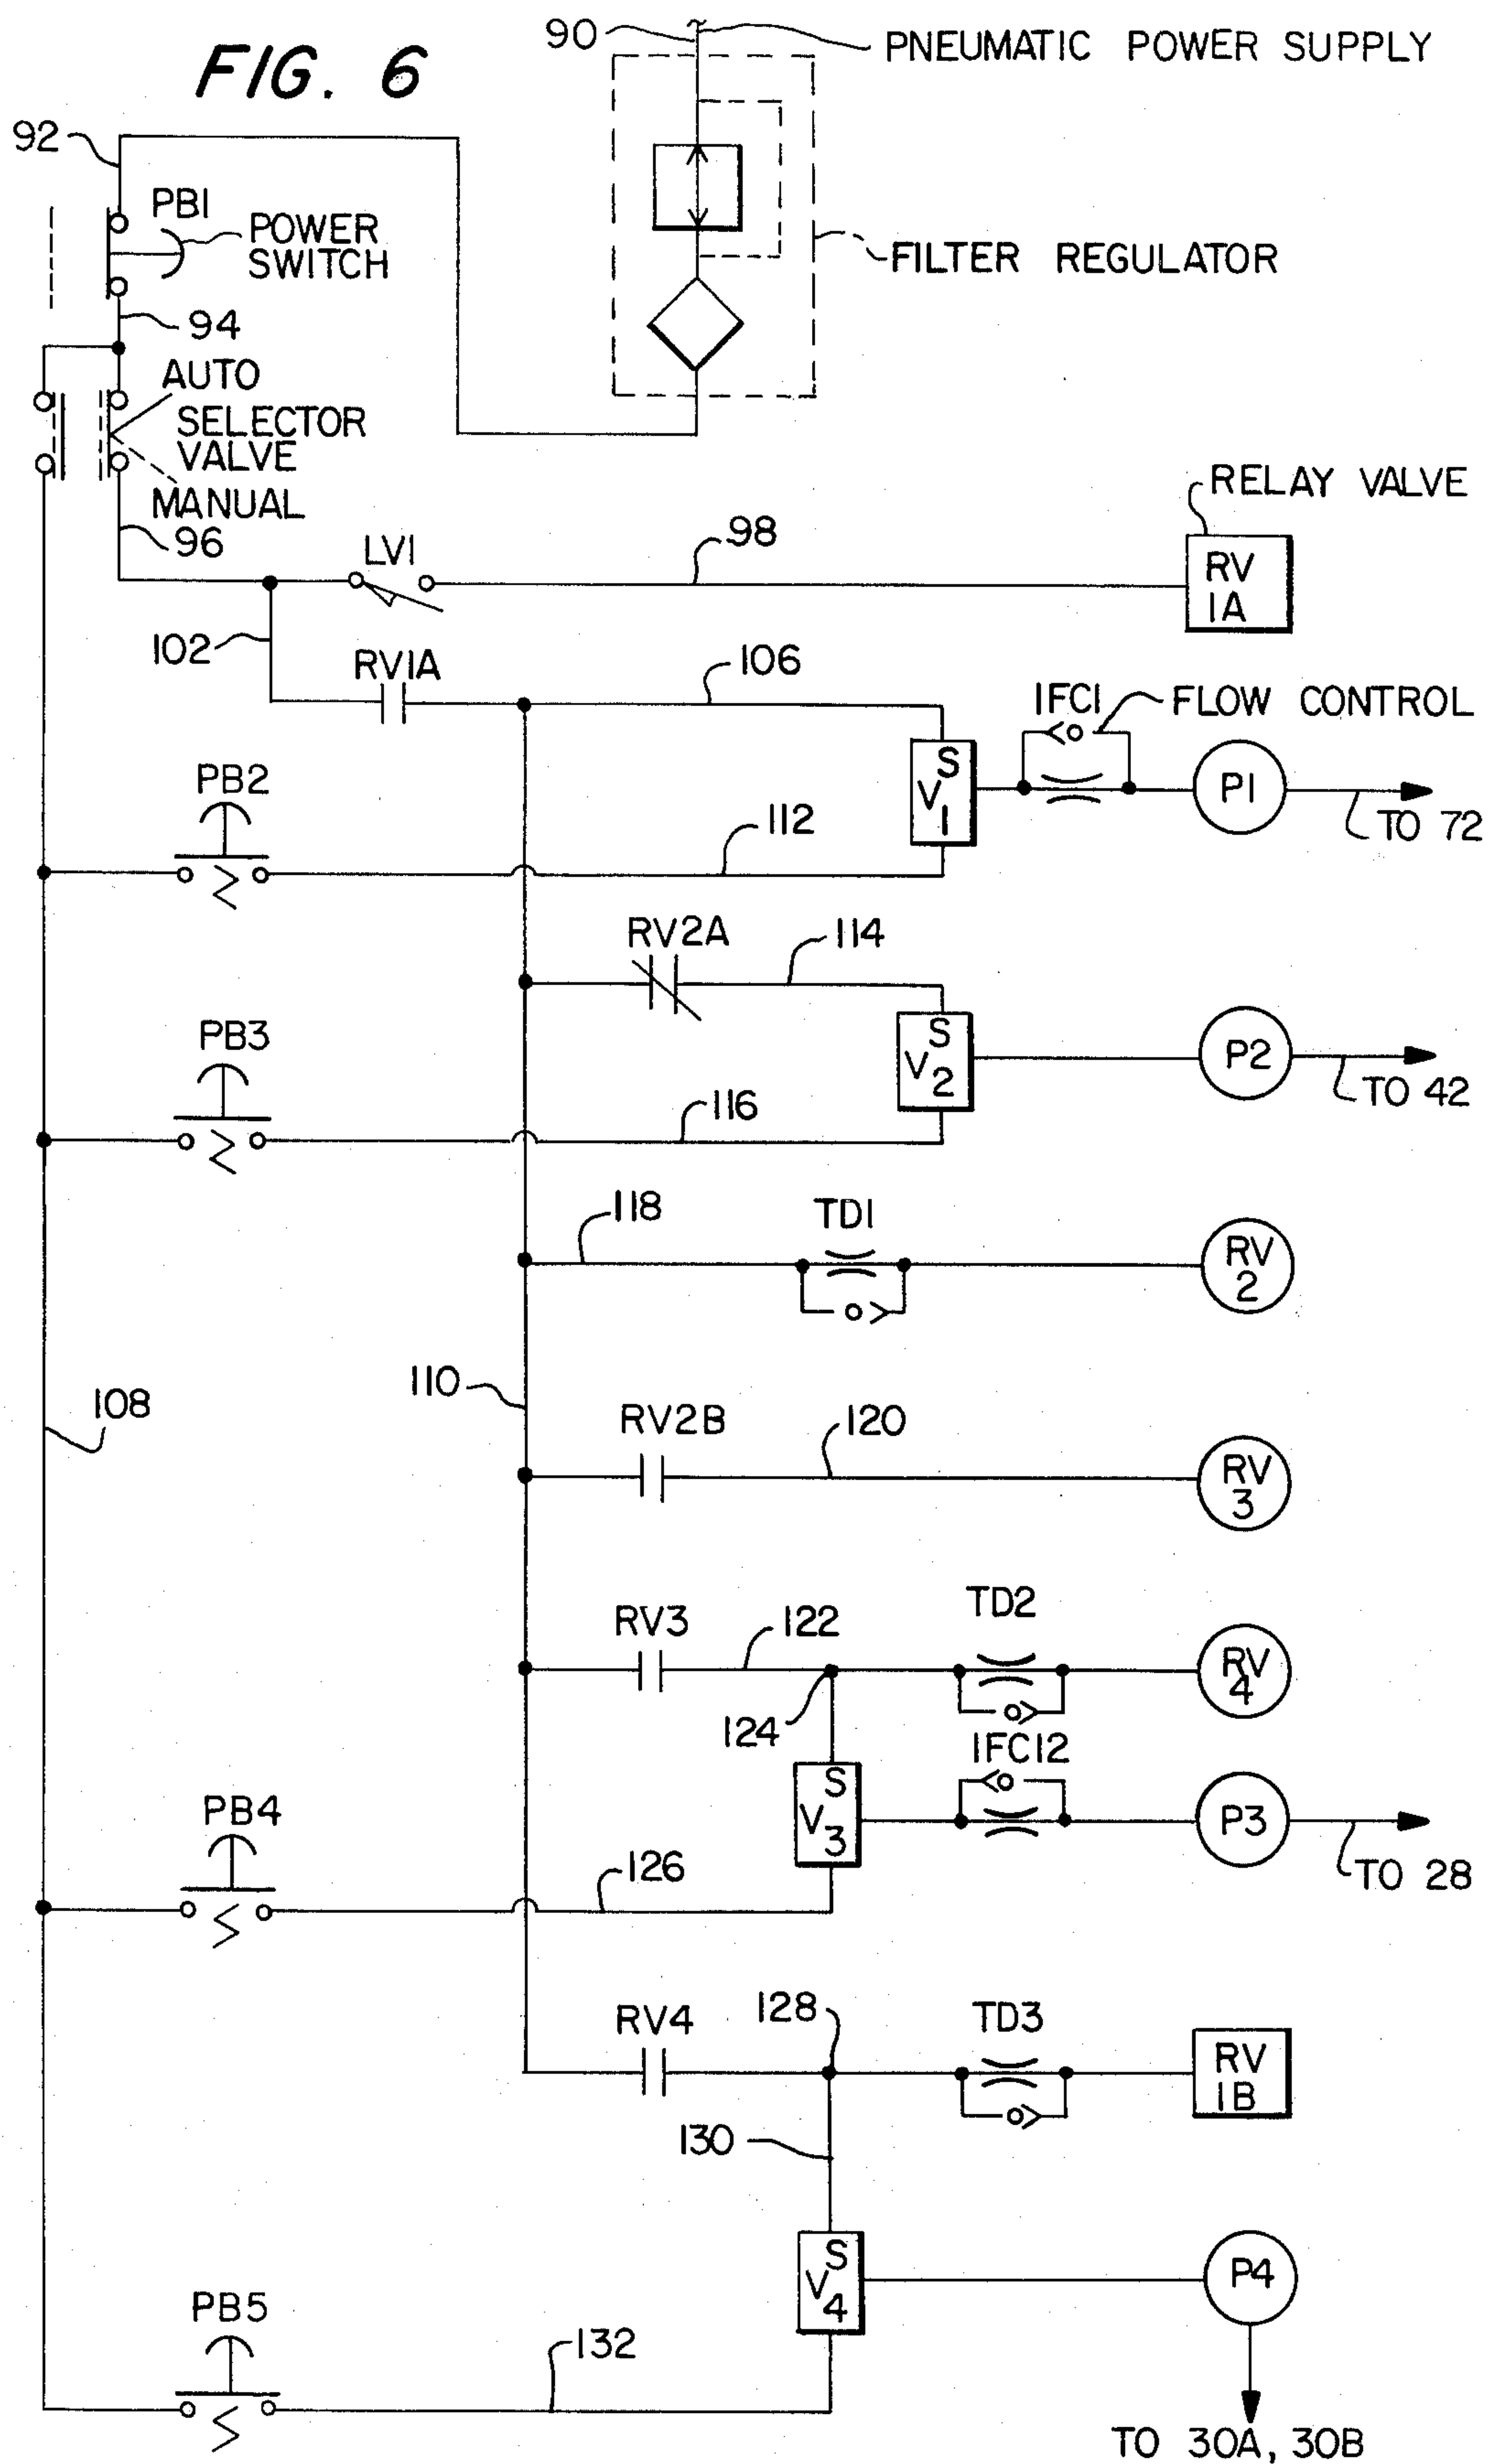 FIG. 6
90
PNEUMATIC POWER SUPPLY
92
PB1
POWER
SWITCH
FILTER REGULATOR
94
AUTO
SELECTOR
VALVE
MANUAL
96
RELAY VALVE
LV1
98
RV
1A
102
RV1A
106
1FC1
FLOW CONTROL
S
V1
P1
TO 72
PB2
112
RV2A
114
S
V2
P2
TO 42
PB3
116
118
TD1
RV
2
110
108
RV2B
120
RV
3
RV3
122
TD2
RV
4
124
1FC12
S
V3
P3
TO 28
PB4
126
RV4
128
TD3
RV
1B
130
S
V4
P4
PB5
132
TO 30A, 30B